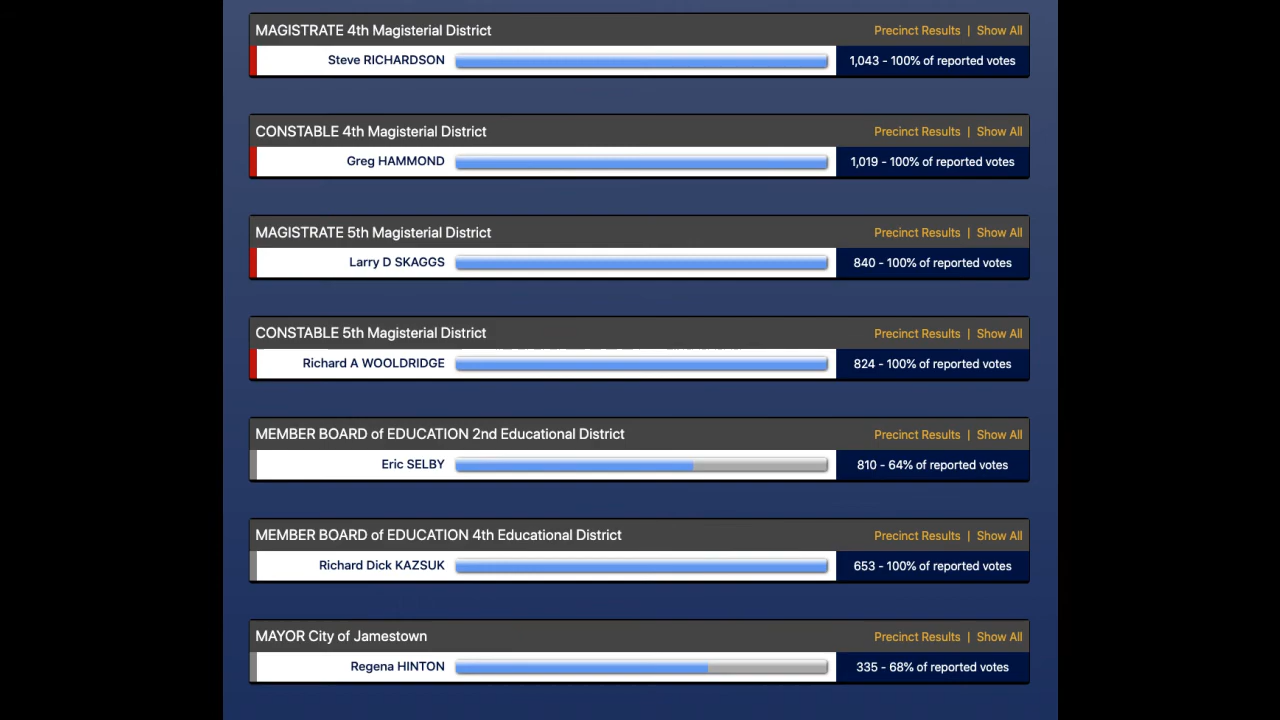 MAGISTRATE 4th Magisterial District Precinct Results | Show All
Steve RICHARDSON 1,043 - 100% of reported votes
CONSTABLE 4th Magisterial District Precinct Results | Show All
Greg HAMMOND 1,019 - 100% of reported votes
MAGISTRATE 5th Magisterial District Precinct Results | Show All
Larry D SKAGGS 840 - 100% of reported votes
CONSTABLE 5th Magisterial District Precinct Results | Show All
Richard A WOOLDRIDGE 824 - 100% of reported votes
MEMBER BOARD of EDUCATION 2nd Educational District Precinct Results | Show All
Eric SELBY 810 - 64% of reported votes
MEMBER BOARD of EDUCATION 4th Educational District Precinct Results | Show All
Richard Dick KAZSUK 653 - 100% of reported votes
MAYOR City of Jamestown Precinct Results | Show All
Regena HINTON 335 - 68% of reported votes